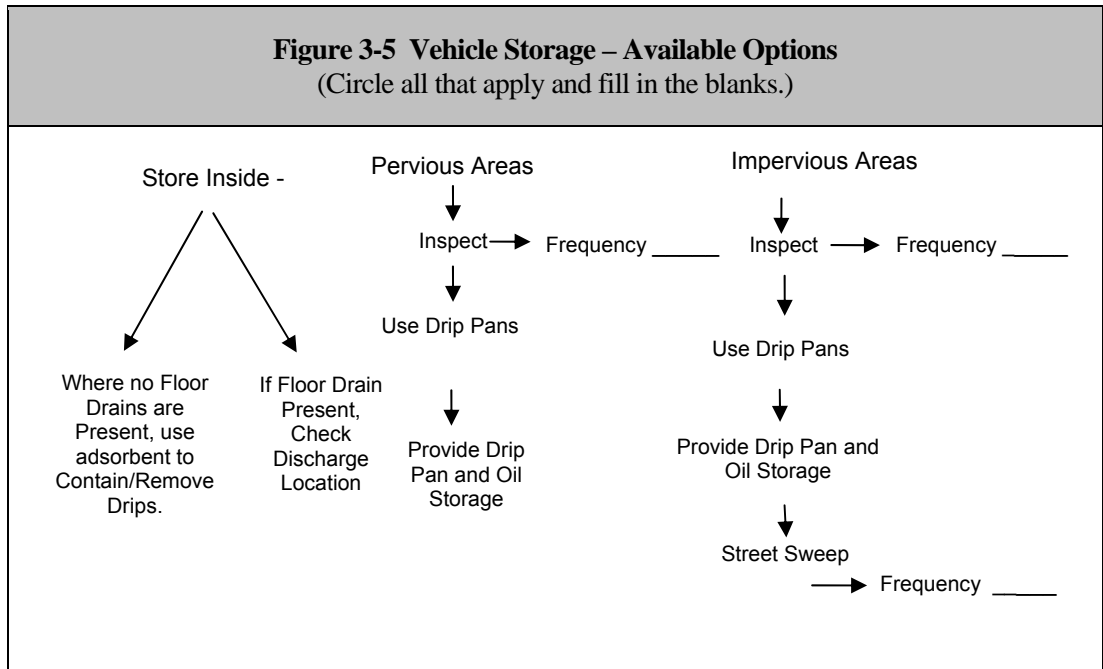 Figure 3-5 Vehicle Storage – Available Options
(Circle all that apply and fill in the blanks.)
Store Inside -
Where no Floor
Drains are
Present, use
adsorbent to
Contain/Remove
Drips.
If Floor Drain
Present,
Check
Discharge
Location
Pervious Areas
Inspect
Frequency ______
Use Drip Pans
Provide Drip
Pan and Oil
Storage
Impervious Areas
Inspect
Frequency ______
Use Drip Pans
Provide Drip Pan and
Oil Storage
Street Sweep
Frequency ______